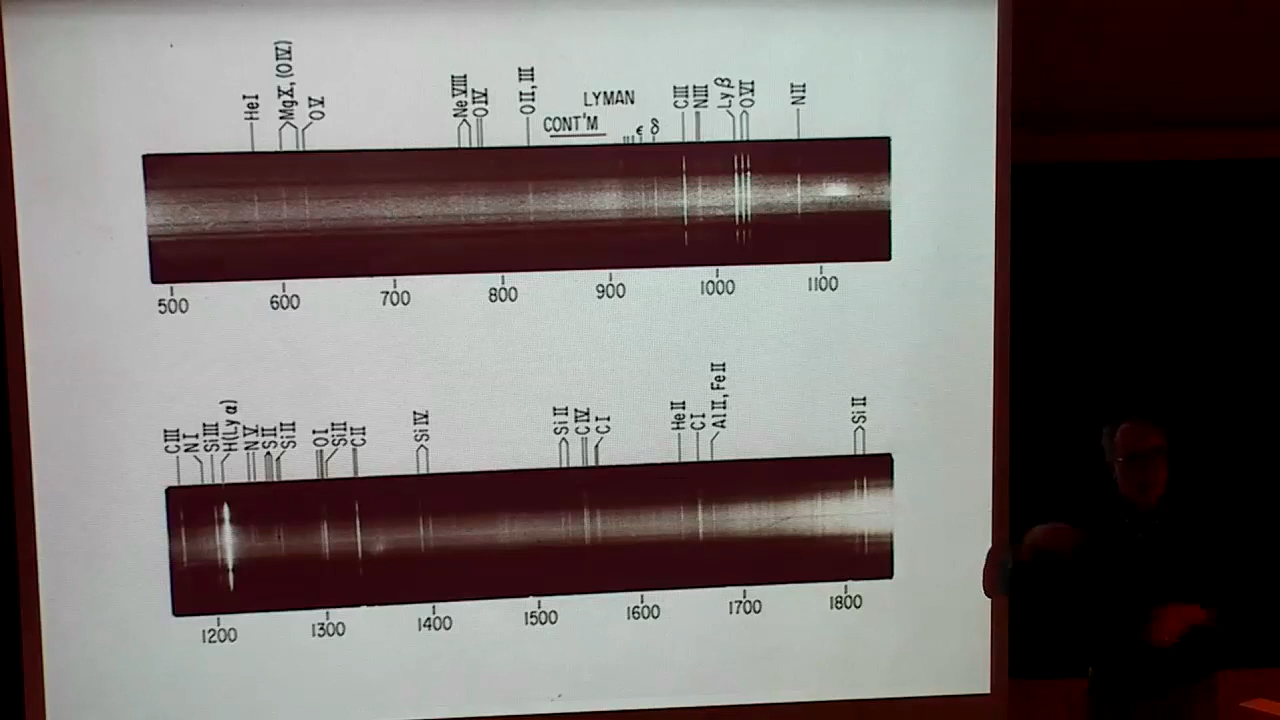 HeI
MgX, (OIV)
OV
NeVIII
OIV
OII, III
LYMAN
CONT'M
ϵ
δ
CIII
NIII
Lyβ
OVI
NII
500 600 700 800 900 1000 1100
CIII
NI
SiIII
H(Lyα)
NV
SII
SiII
OI
SiII
CII
SiIV
SiII
CIV
CI
HeII
CI
AlII, FeII
SiII
1200 1300 1400 1500 1600 1700 1800